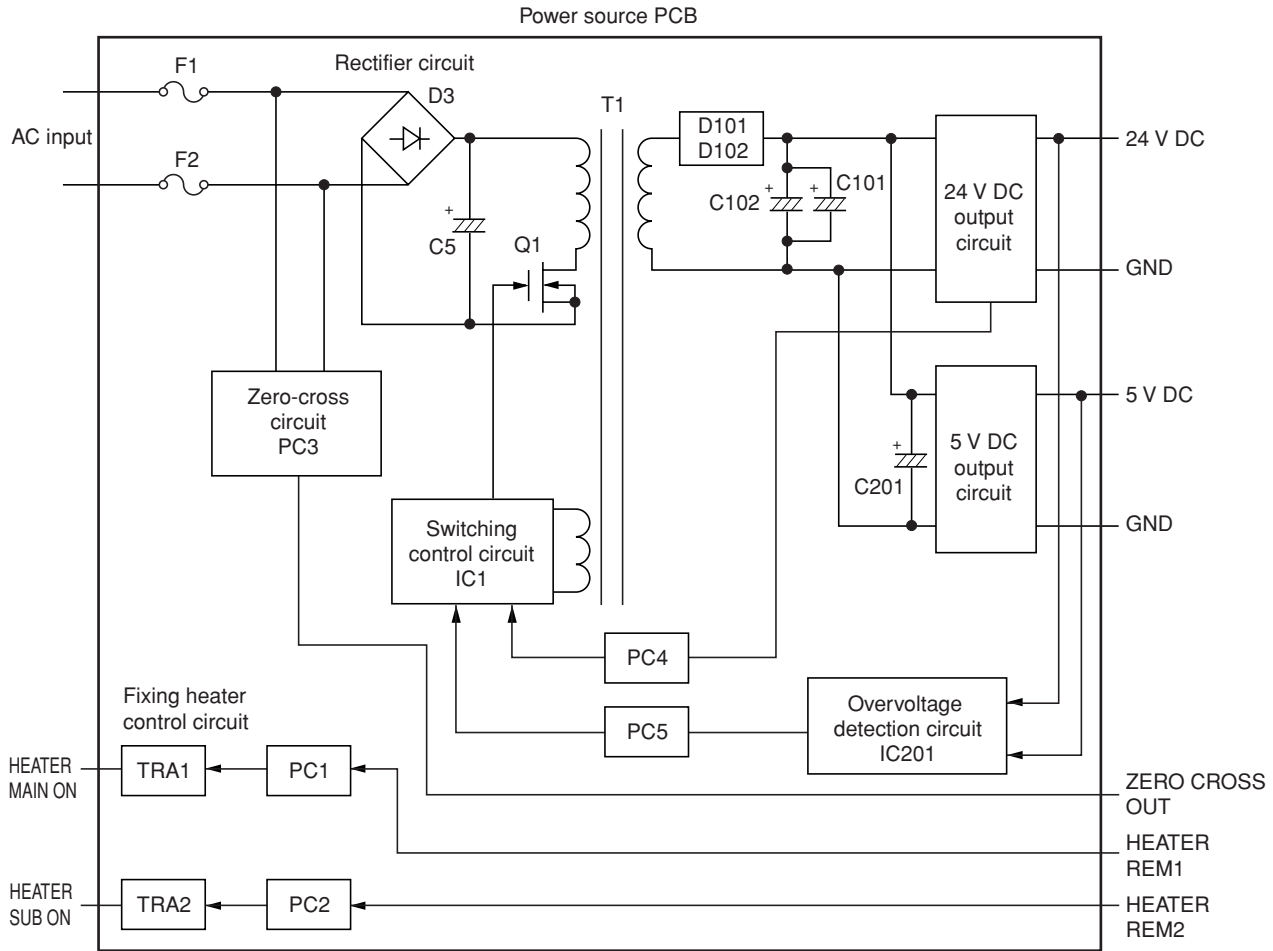 Power source PCB
F1
Rectifier circuit
D3
T1
AC input
F2
D101
D102
24 V DC
C101
C102
24 V DC
output
circuit
C5
Q1
GND
+
+
+
Zero-cross
circuit
PC3
5 V DC
+
5 V DC
output
circuit
C201
GND
Switching
control circuit
IC1
PC4
Fixing heater
control circuit
PC5
Overvoltage
detection circuit
IC201
HEATER
MAIN ON
TRA1
PC1
ZERO CROSS
OUT
HEATER
REM1
HEATER
SUB ON
TRA2
PC2
HEATER
REM2